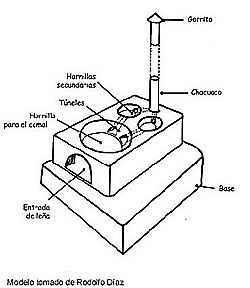 Gorrito
Hornillas
secundarias
Túneles
Chacuaco
Hornilla
para el comal
Base
Entrada
de leña
Modelo tomado de Rodolfo Díaz